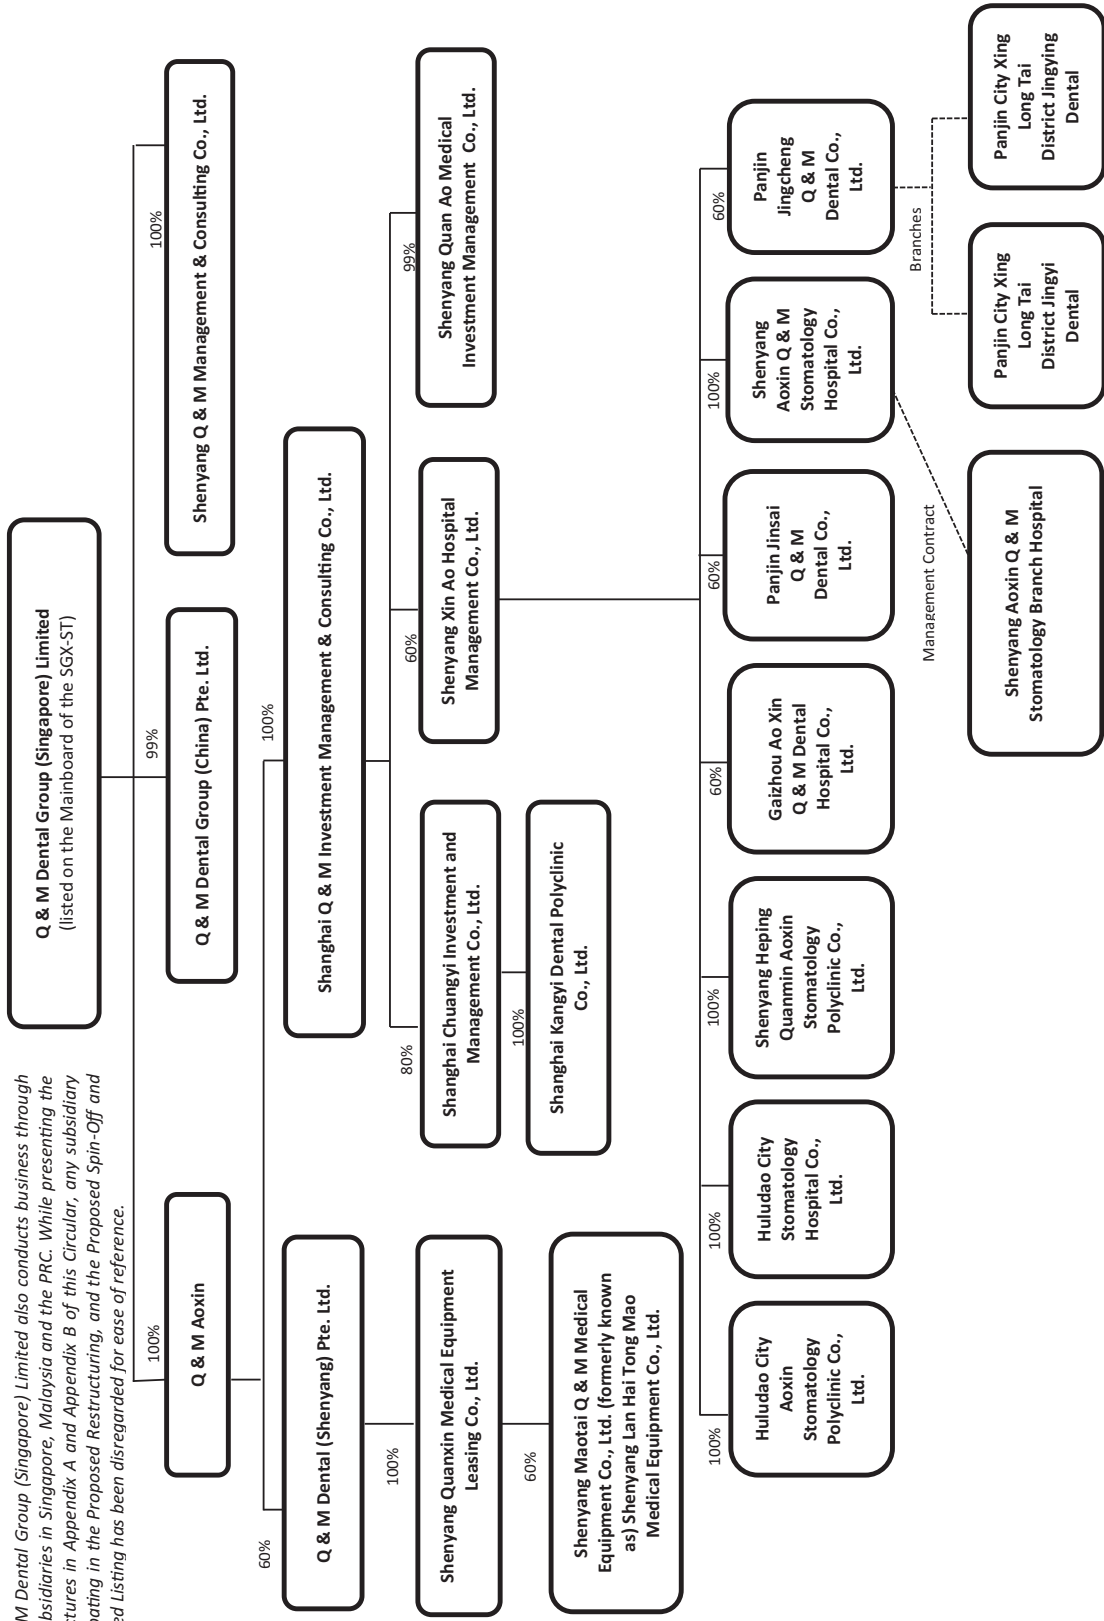 M Dental Group (Singapore) Limited also conducts business through
bsidiaries in Singapore, Malaysia and the PRC. While presenting the
ctures in Appendix A and Appendix B of this Circular, any subsidiary
pating in the Proposed Restructuring, and the Proposed Spin-Off and
ed Listing has been disregarded for ease of reference.
Q & M Dental Group (Singapore) Limited
(listed on the Mainboard of the SGX-ST)
100%
99%
100%
Q & M Aoxin
Q & M Dental Group (China) Pte. Ltd.
Shenyang Q & M Management & Consulting Co., Ltd.
60%
100%
Q & M Dental (Shenyang) Pte. Ltd.
Shanghai Q & M Investment Management & Consulting Co., Ltd.
100%
80%
60%
99%
Shenyang Quanxin Medical Equipment
Leasing Co., Ltd.
Shanghai Chuangyi Investment and
Management Co., Ltd.
Shenyang Xin Ao Hospital
Management Co., Ltd.
Shenyang Quan Ao Medical
Investment Management Co., Ltd.
60%
100%
Shenyang Maotai Q & M Medical
Equipment Co., Ltd. (formerly known
as) Shenyang Lan Hai Tong Mao
Medical Equipment Co., Ltd.
Shanghai Kangyi Dental Polyclinic
Co., Ltd.
100%
100%
100%
60%
60%
100%
60%
Huludao City
Aoxin
Stomatology
Polyclinic Co.,
Ltd.
Huludao City
Stomatology
Hospital Co.,
Ltd.
Shenyang Heping
Quanmin Aoxin
Stomatology
Polyclinic Co.,
Ltd.
Gaizhou Ao Xin
Q & M Dental
Hospital Co.,
Ltd.
Panjin Jinsai
Q & M
Dental Co.,
Ltd.
Shenyang
Aoxin Q & M
Stomatology
Hospital Co.,
Ltd.
Panjin
Jingcheng
Q & M
Dental Co.,
Ltd.
Management Contract
Branches
Shenyang Aoxin Q & M
Stomatology Branch Hospital
Panjin City Xing
Long Tai
District Jingyi
Dental
Panjin City Xing
Long Tai
District Jingying
Dental